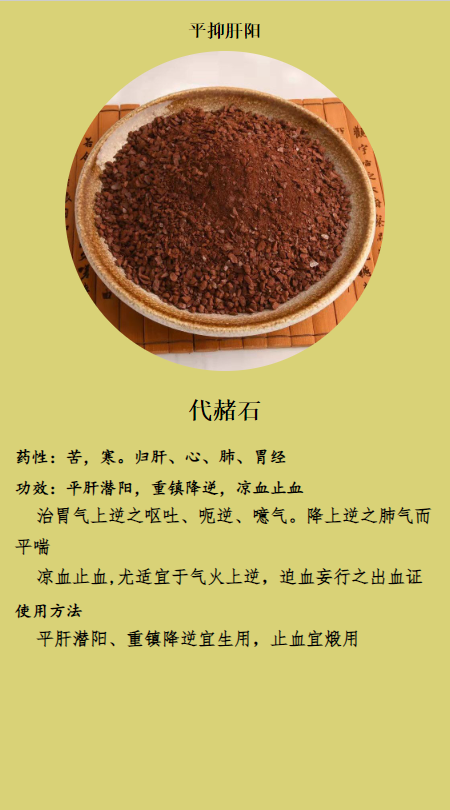 平抑肝阳
代赭石
药性：苦，寒。归肝、心、肺、胃经
功效：平肝潜阳，重镇降逆，凉血止血
治胃气上逆之呕吐、呃逆、噫气。降上逆之肺气而
平喘
凉血止血,尤适宜于气火上逆，迫血妄行之出血证
使用方法
平肝潜阳、重镇降逆宜生用，止血宜煅用